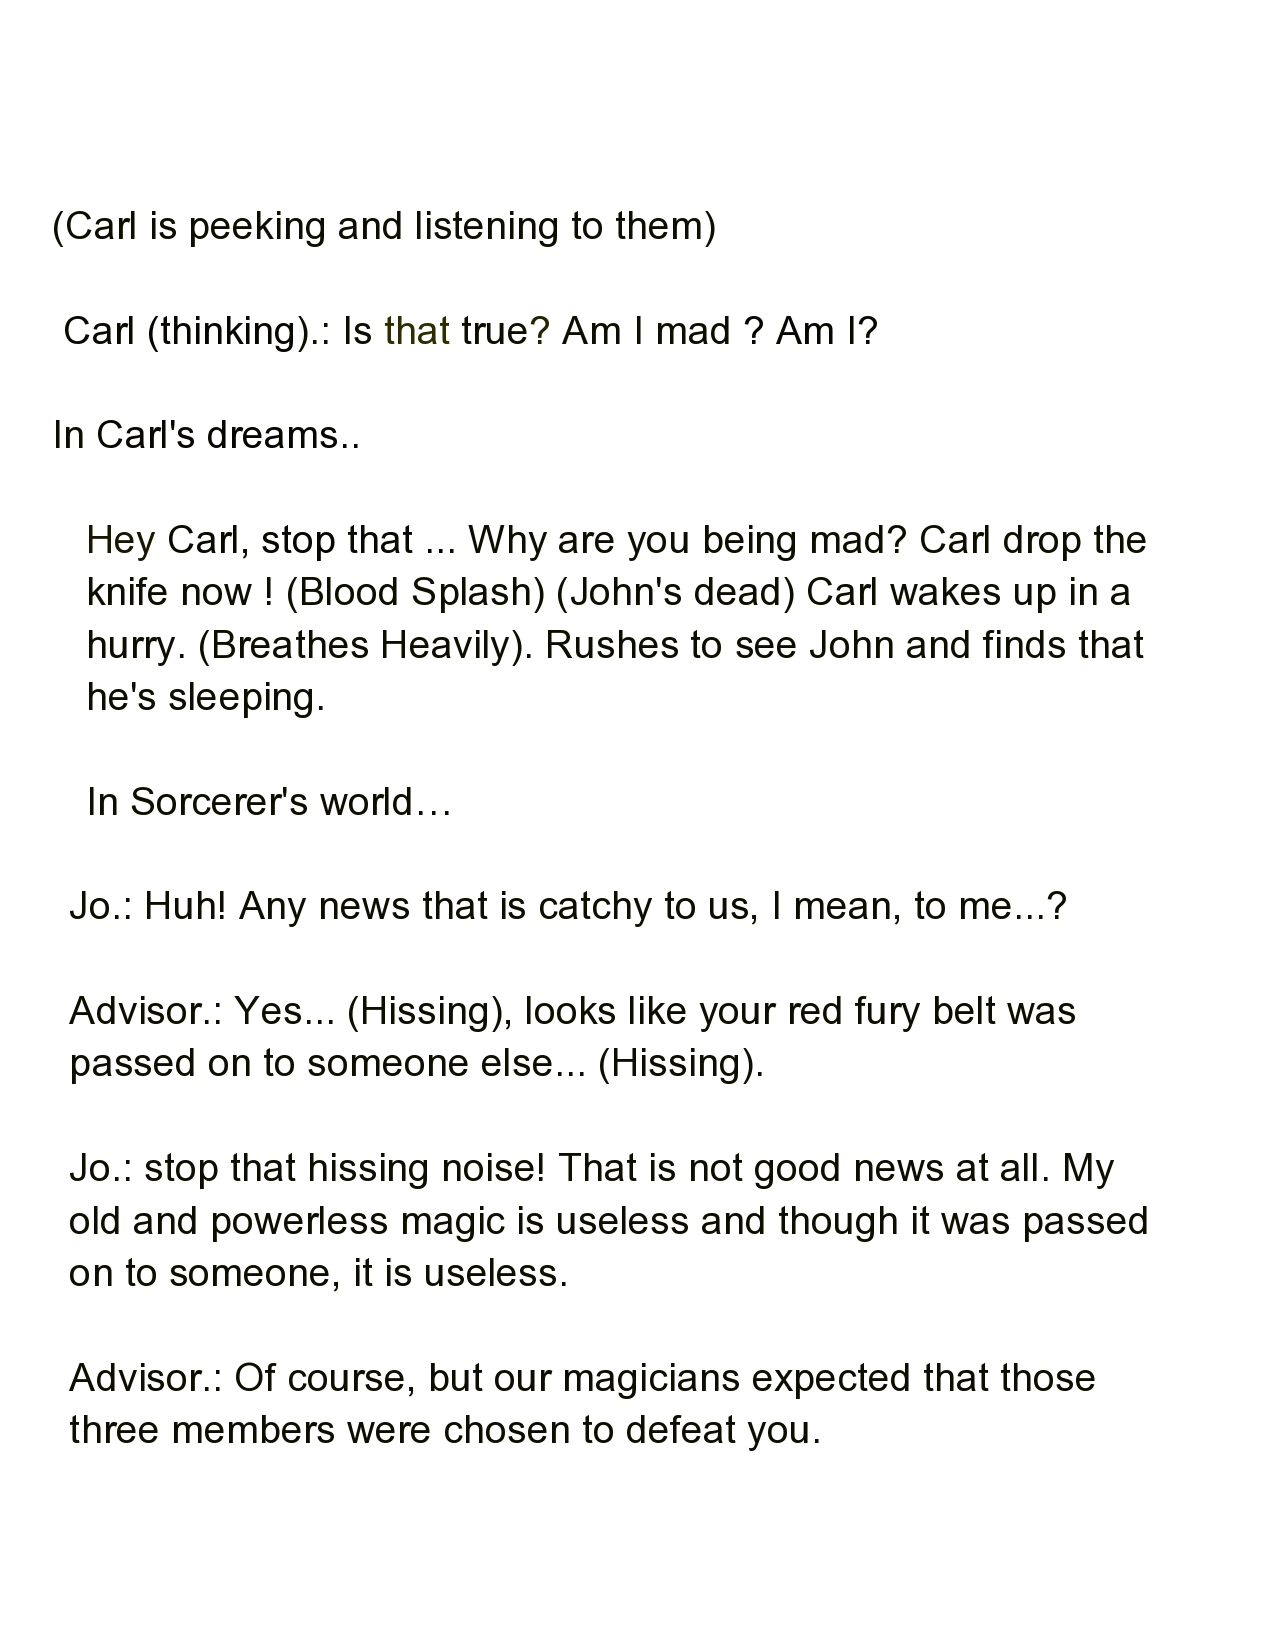 (Carl is peeking and listening to them)
Carl (thinking).: Is that true? Am I mad ? Am I?
In Carl's dreams..
Hey Carl, stop that ... Why are you being mad? Carl drop the
knife now ! (Blood Splash) (John's dead) Carl wakes up in a
hurry. (Breathes Heavily). Rushes to see John and finds that
he's sleeping.
In Sorcerer's world…
Jo.: Huh! Any news that is catchy to us, I mean, to me...?
Advisor.: Yes... (Hissing), looks like your red fury belt was
passed on to someone else... (Hissing).
Jo.: stop that hissing noise! That is not good news at all. My
old and powerless magic is useless and though it was passed
on to someone, it is useless.
Advisor.: Of course, but our magicians expected that those
three members were chosen to defeat you.